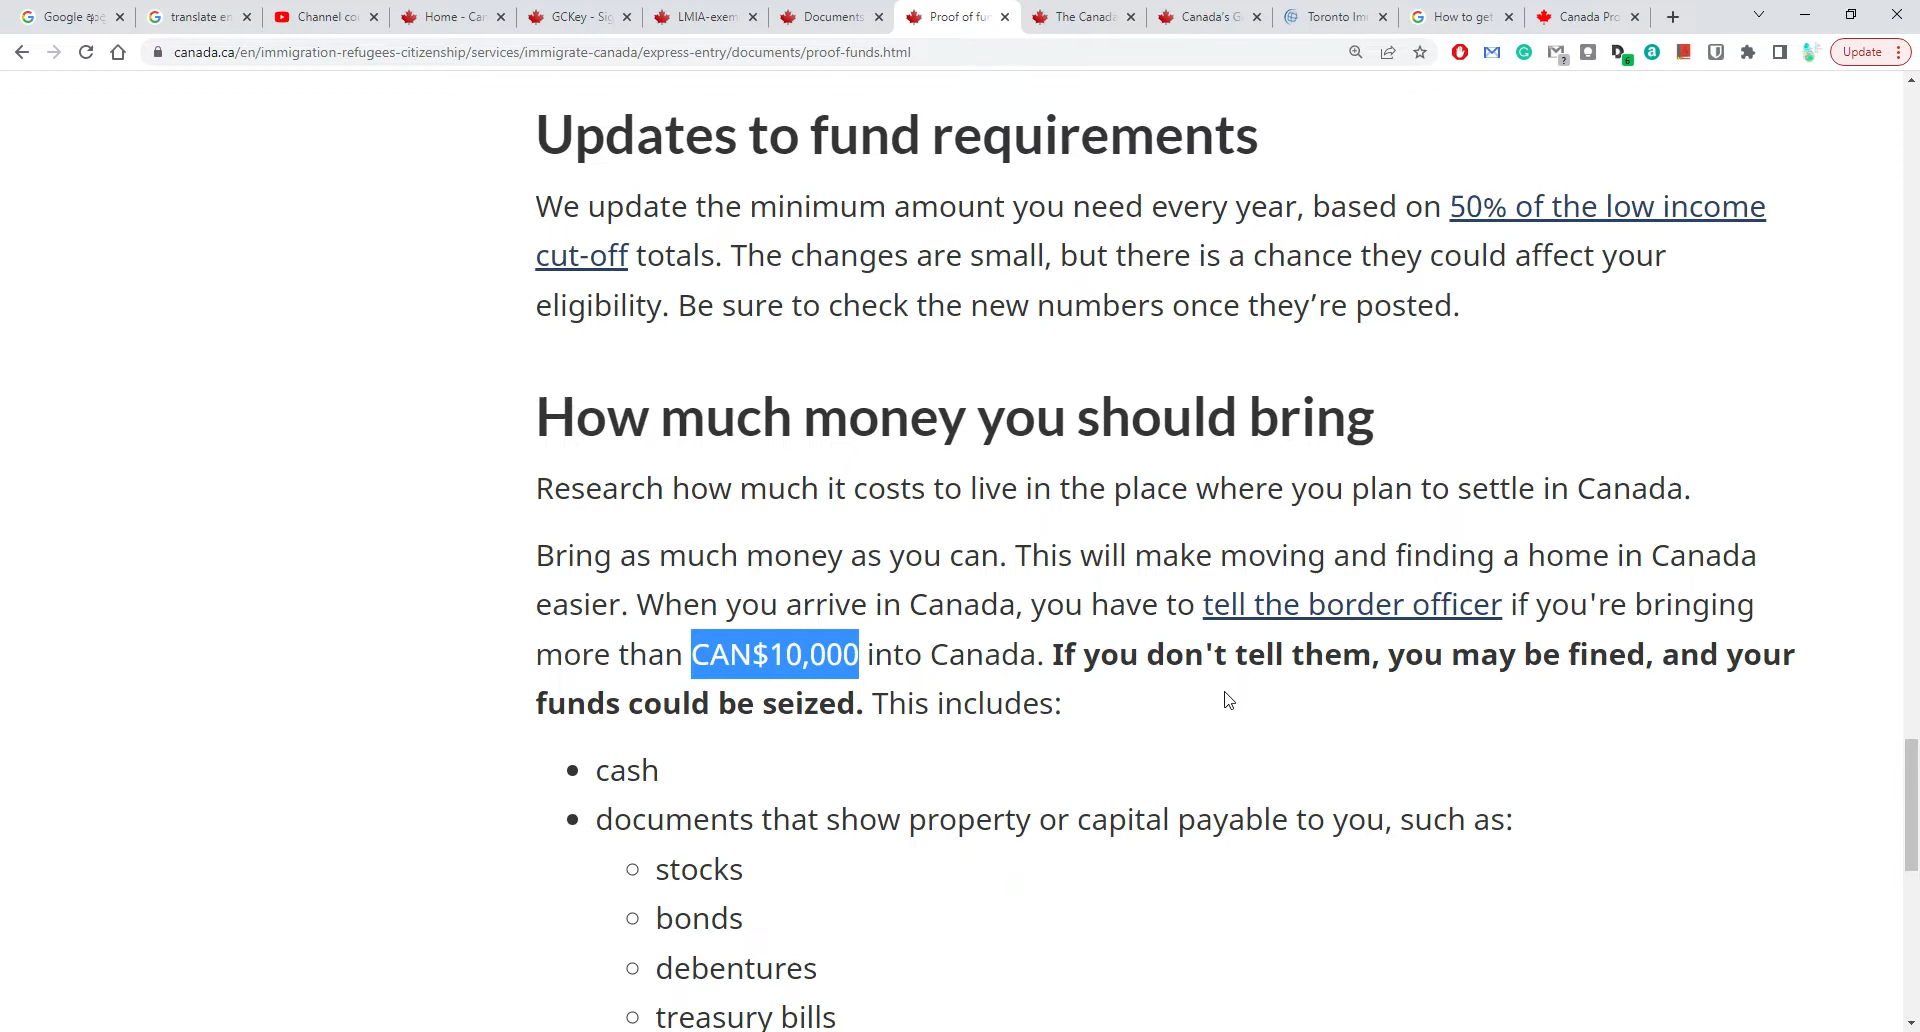 Google
translate en
Channel co
Home - Can
GCKey - Sig
LMIA-exem
Documents
Proof of fu
The Canada
Canada's G
Toronto Im
How to get
Canada Pro
canada.ca/en/immigration-refugees-citizenship/services/immigrate-canada/express-entry/documents/proof-funds.html
6
Update
Updates to fund requirements
We update the minimum amount you need every year, based on 50% of the low income
cut-off totals. The changes are small, but there is a chance they could affect your
eligibility. Be sure to check the new numbers once they're posted.
How much money you should bring
Research how much it costs to live in the place where you plan to settle in Canada.
Bring as much money as you can. This will make moving and finding a home in Canada
easier. When you arrive in Canada, you have to tell the border officer if you're bringing
more than CAN$10,000 into Canada. If you don't tell them, you may be fined, and your
funds could be seized. This includes:
• cash
• documents that show property or capital payable to you, such as:
○ stocks
○ bonds
○ debentures
○ treasury bills